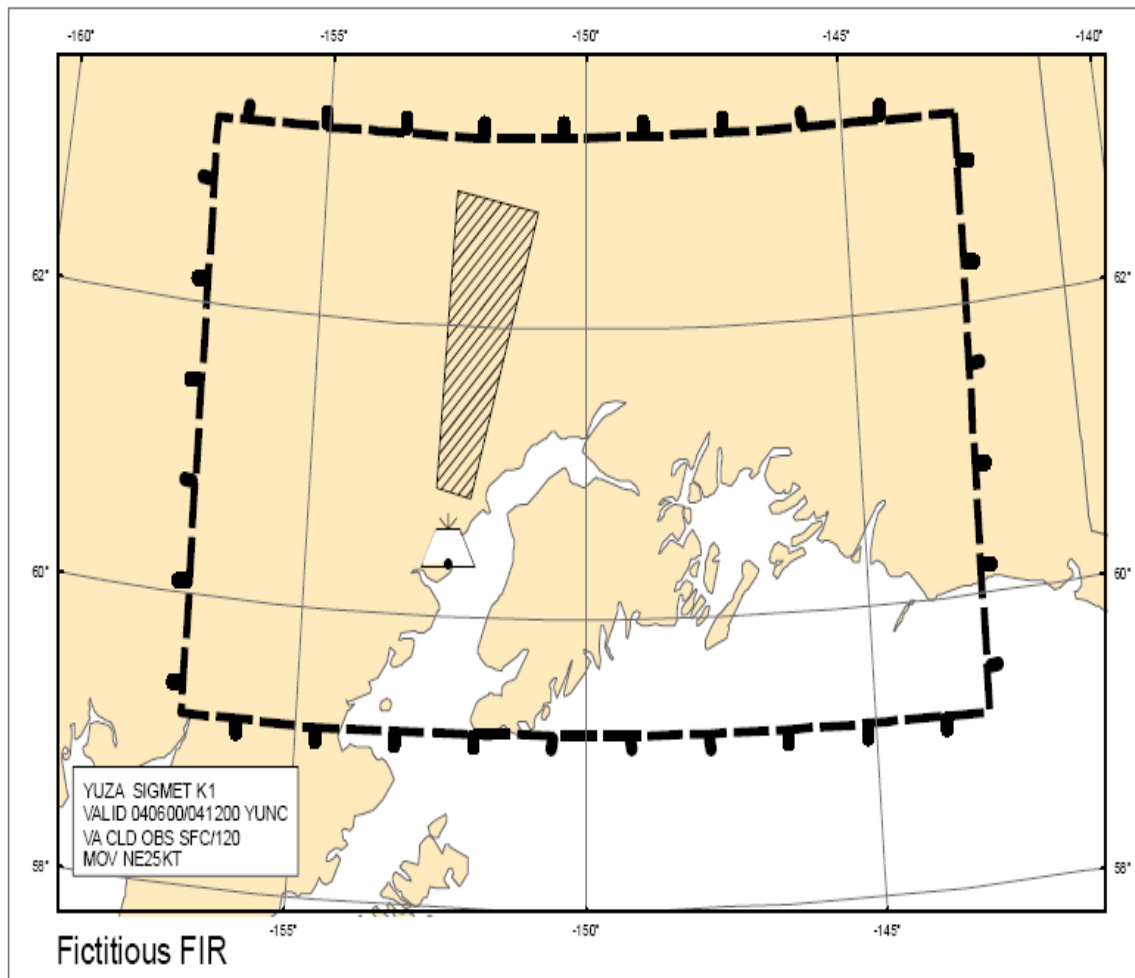 -160° -155° -150° -145° -140°
62° 62°
60° 60°
YUZA SIGMET K1
VALID 040600/041200 YUNC
VA CLD OBS SFC/120
MOV NE25KT
58° 58°
-155° -150° -145°
Fictitious FIR